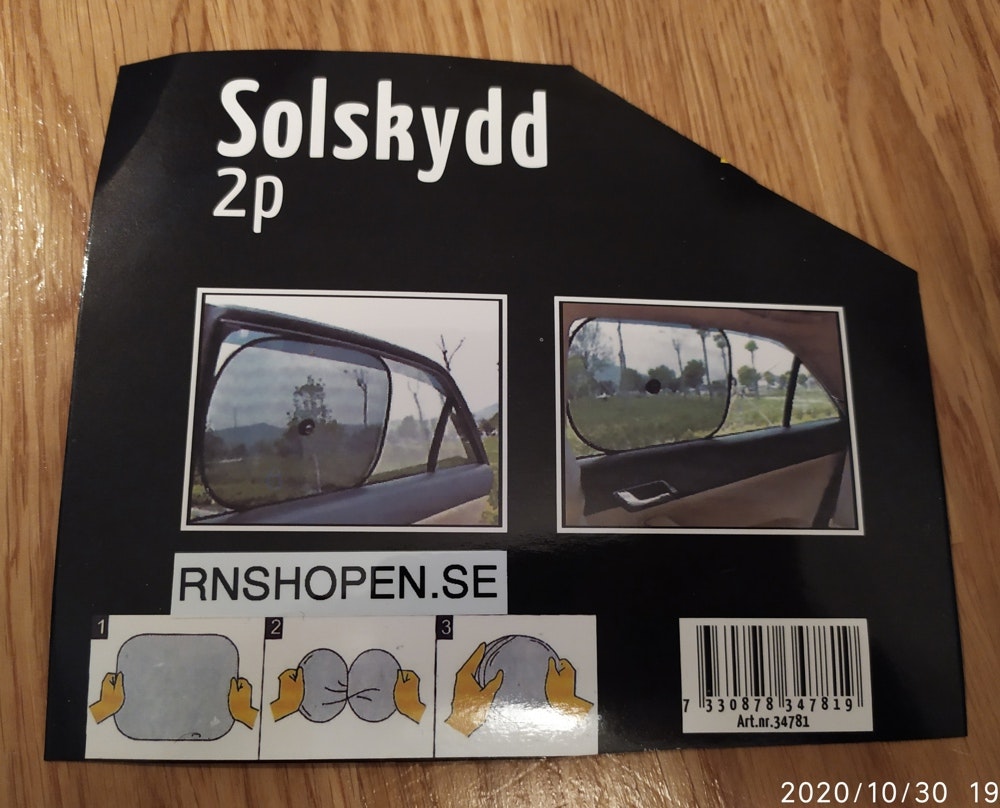 Solskydd
2p
RNSHOPEN.SE
1
2
3
7 330878 347819
Art.nr.34781
2020/10/30 19